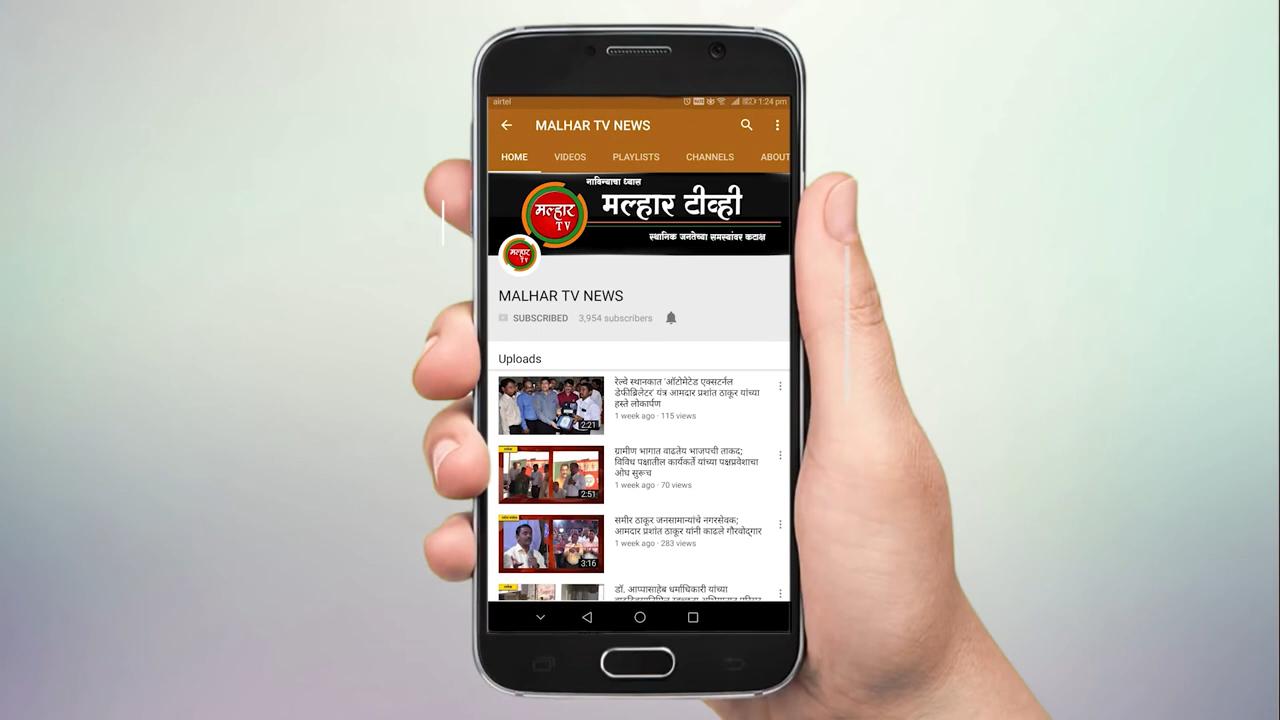 airtel 1:24 pm
MALHAR TV NEWS
HOME VIDEOS PLAYLISTS CHANNELS ABOUT
नाविन्याचा ध्यास
मल्हार टीव्ही
मल्हार
TV
स्थानिक जनतेच्या समस्यांवर कटाक्ष
मल्हार
TV
MALHAR TV NEWS
SUBSCRIBED 3,954 subscribers
Uploads
रेल्वे स्थानकात 'ऑटोमेटेड एक्सटर्नल
डेफीब्रिलेटर' यंत्र आमदार प्रशांत ठाकूर यांच्या
हस्ते लोकार्पण
1 week ago · 115 views
2:21
ग्रामीण भागात वाढतेय भाजपची ताकद;
विविध पक्षातील कार्यकर्ते यांच्या पक्षप्रवेशाचा
ओघ सुरूच
1 week ago · 70 views
2:51
समीर ठाकूर जनसामान्यांचे नगरसेवक;
आमदार प्रशांत ठाकूर यांनी काढले गौरवोद्गार
1 week ago · 283 views
3:16
डॉ. आप्पासाहेब धर्माधिकारी यांच्या